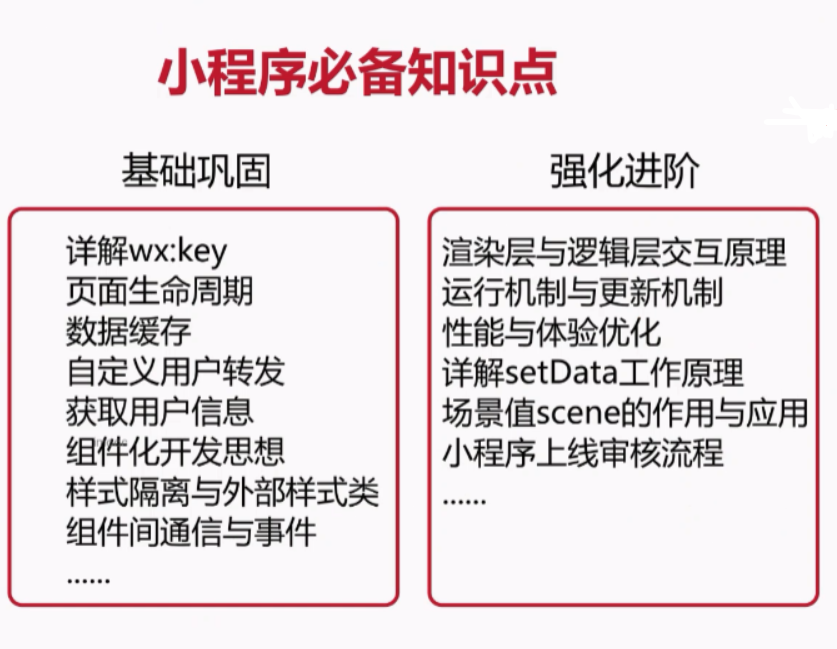 小程序必备知识点
基础巩固
详解wx:key
页面生命周期
数据缓存
自定义用户转发
获取用户信息
组件化开发思想
样式隔离与外部样式类
组件间通信与事件
......
强化进阶
渲染层与逻辑层交互原理
运行机制与更新机制
性能与体验优化
详解setData工作原理
场景值scene的作用与应用
小程序上线审核流程
......